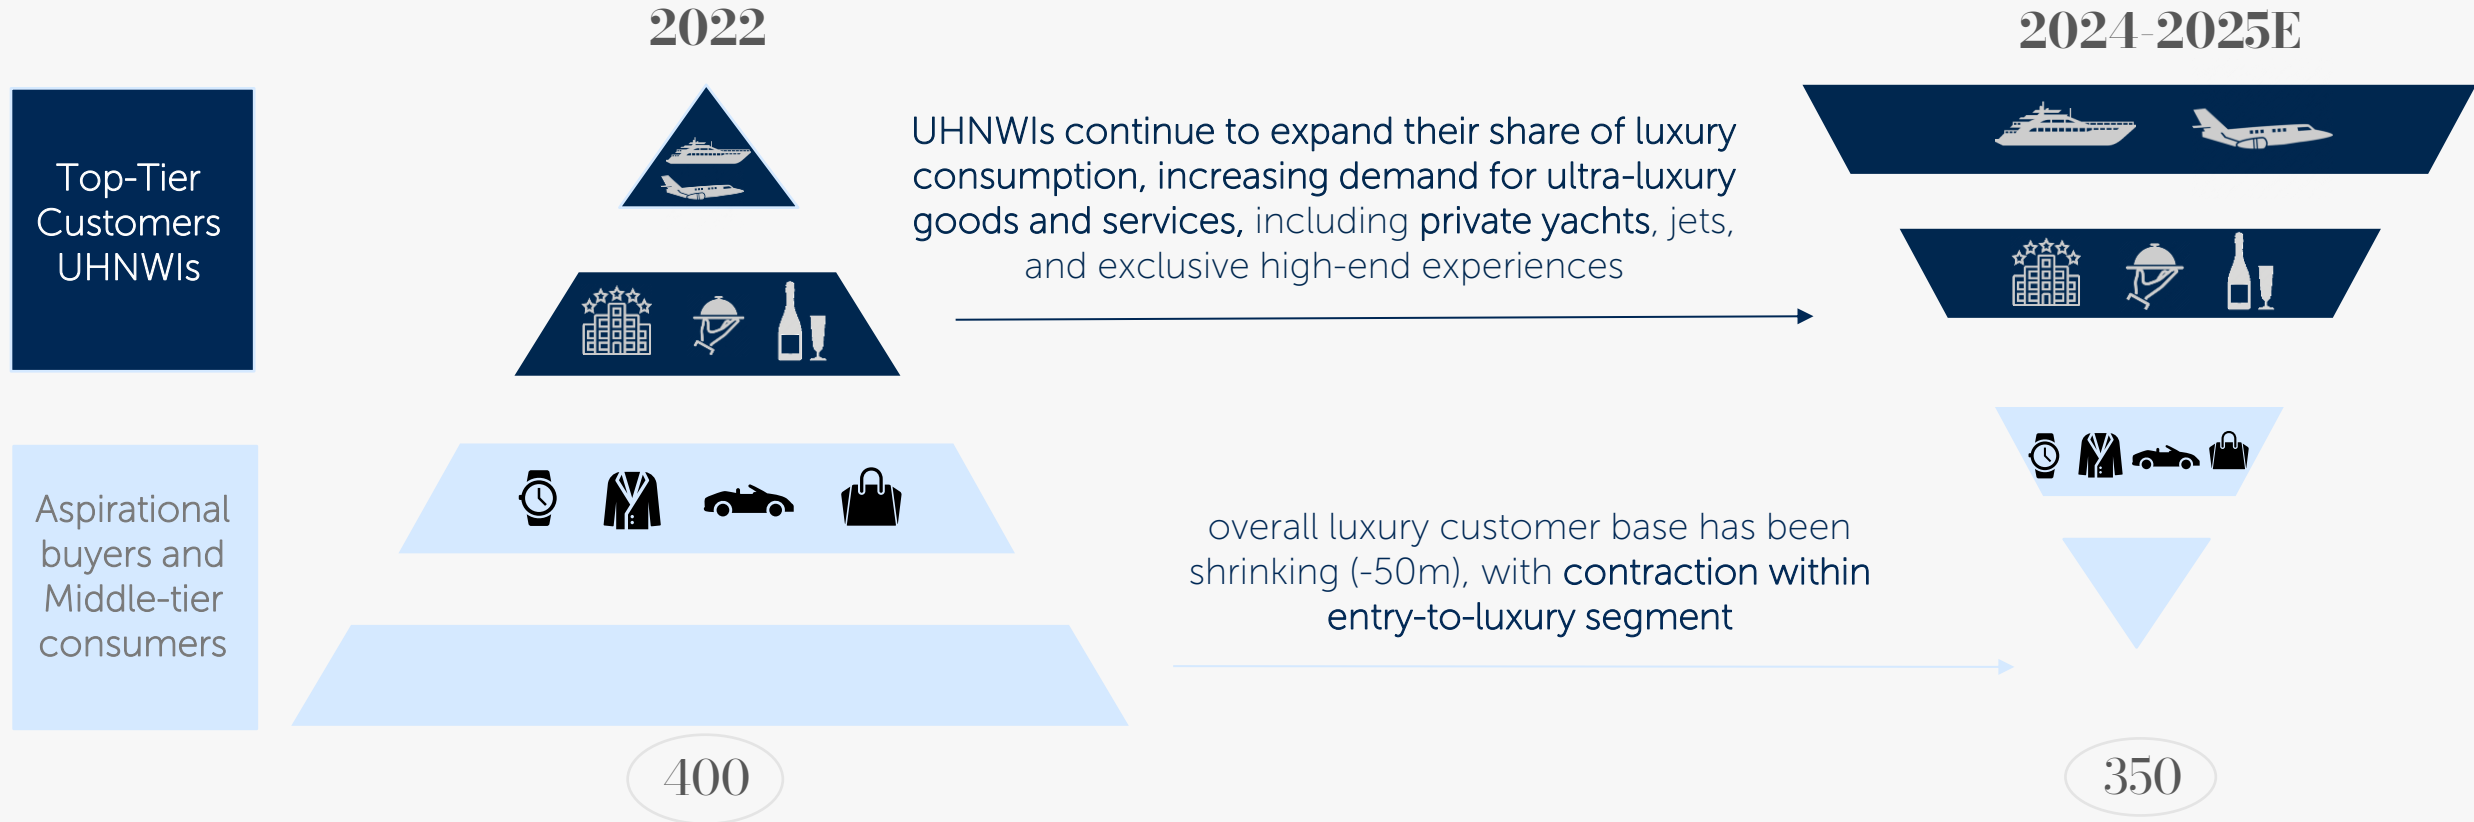 2022
2024-2025E
Top-Tier
Customers
UHNWIs
UHNWIs continue to expand their share of luxury
consumption, increasing demand for ultra-luxury
goods and services, including private yachts, jets,
and exclusive high-end experiences
Aspirational
buyers and
Middle-tier
consumers
overall luxury customer base has been
shrinking (-50m), with contraction within
entry-to-luxury segment
400
350